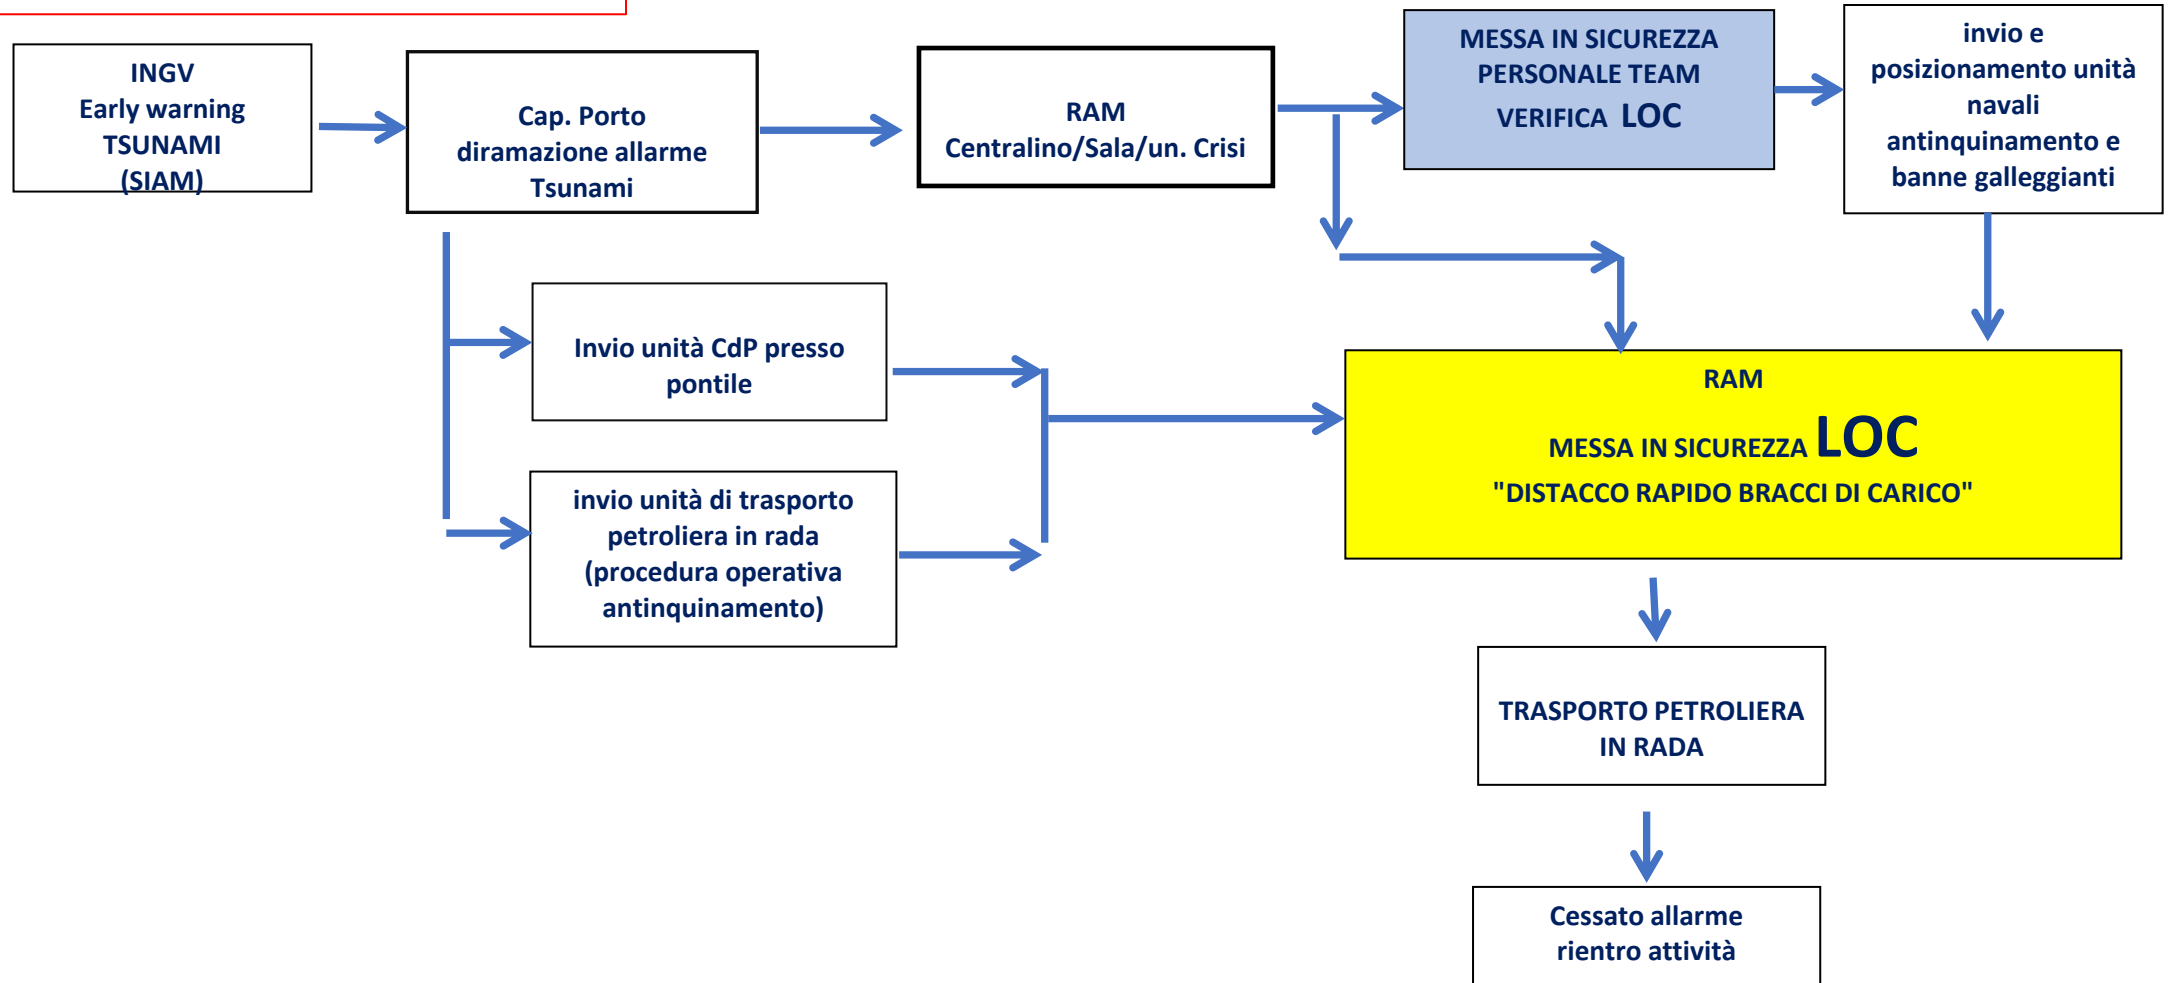 INGV
Early warning
TSUNAMI
(SIAM)
Cap. Porto
diramazione allarme
Tsunami
RAM
Centralino/Sala/un. Crisi
MESSA IN SICUREZZA
PERSONALE TEAM
VERIFICA LOC
invio e
posizionamento unità
navali
antinquinamento e
banne galleggianti
Invio unità CdP presso
pontile
invio unità di trasporto
petroliera in rada
(procedura operativa
antinquinamento)
RAM
MESSA IN SICUREZZA LOC
"DISTACCO RAPIDO BRACCI DI CARICO"
TRASPORTO PETROLIERA
IN RADA
Cessato allarme
rientro attività